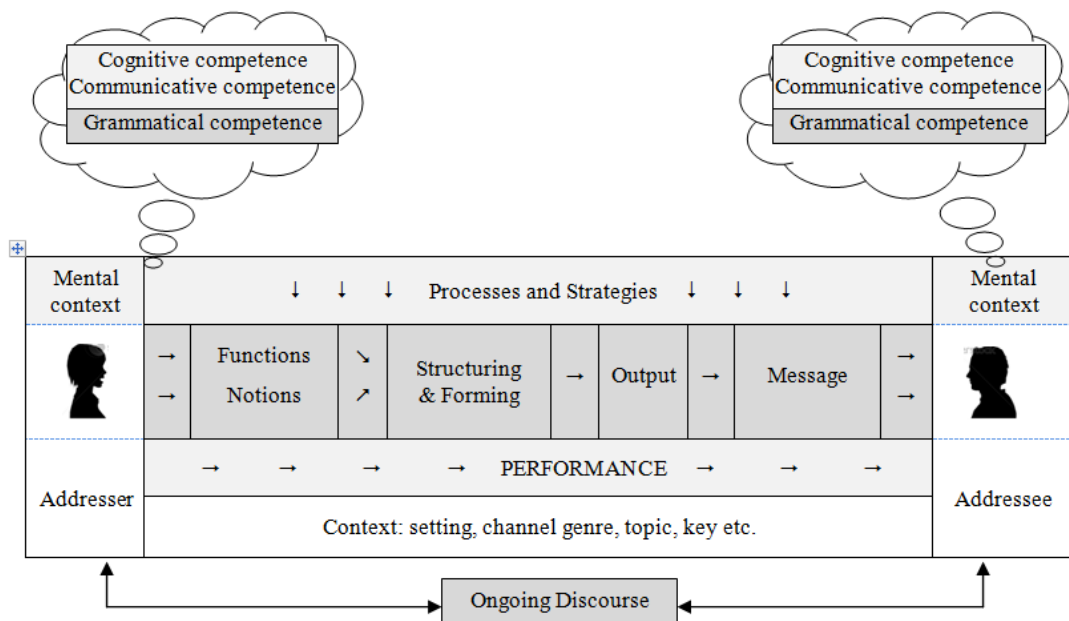 Cognitive competence
Communicative competence
Grammatical competence
Cognitive competence
Communicative competence
Grammatical competence
Mental
context
↓ ↓ ↓ Processes and Strategies ↓ ↓ ↓
Mental
context
→ Functions ↘
→ Notions ↗
Structuring
& Forming
→ Output → Message →
→
Addresser
→ → → → PERFORMANCE → → →
Addressee
Context: setting, channel genre, topic, key etc.
Ongoing Discourse